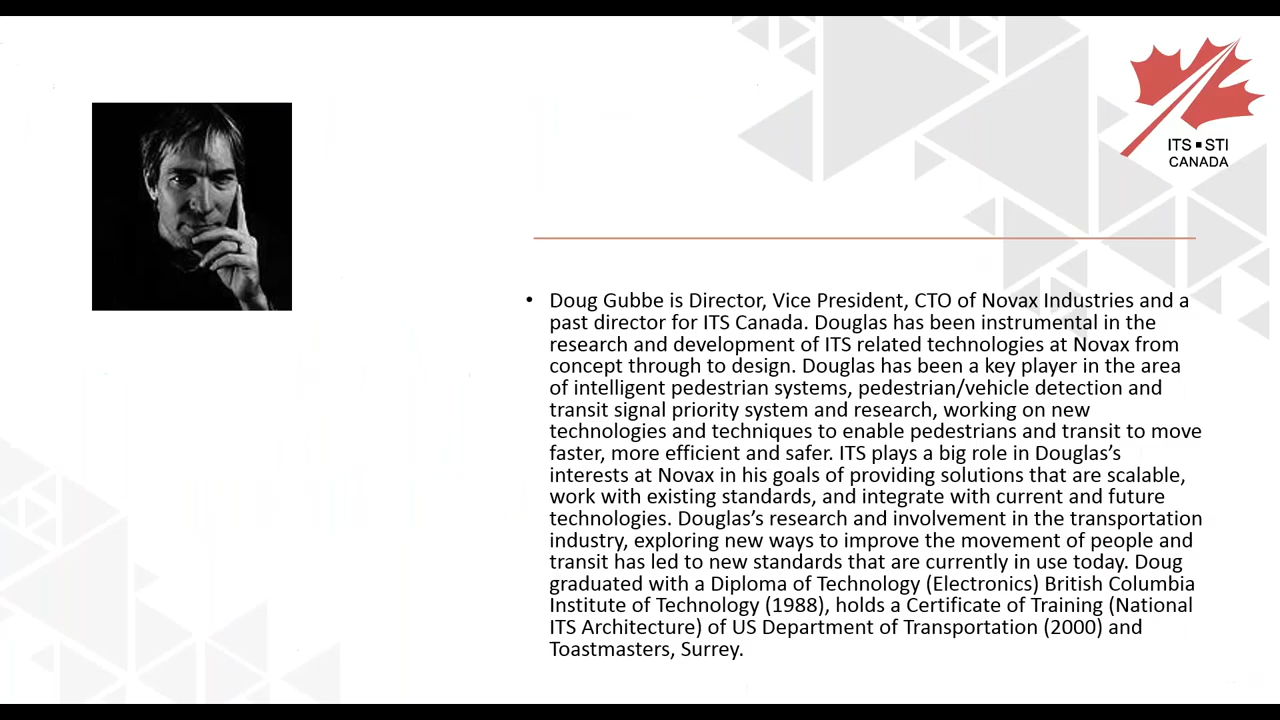 ITS ▪ STI
CANADA
• Doug Gubbe is Director, Vice President, CTO of Novax Industries and a
past director for ITS Canada. Douglas has been instrumental in the
research and development of ITS related technologies at Novax from
concept through to design. Douglas has been a key player in the area
of intelligent pedestrian systems, pedestrian/vehicle detection and
transit signal priority system and research, working on new
technologies and techniques to enable pedestrians and transit to move
faster, more efficient and safer. ITS plays a big role in Douglas’s
interests at Novax in his goals of providing solutions that are scalable,
work with existing standards, and integrate with current and future
technologies. Douglas’s research and involvement in the transportation
industry, exploring new ways to improve the movement of people and
transit has led to new standards that are currently in use today. Doug
graduated with a Diploma of Technology (Electronics) British Columbia
Institute of Technology (1988), holds a Certificate of Training (National
ITS Architecture) of US Department of Transportation (2000) and
Toastmasters, Surrey.